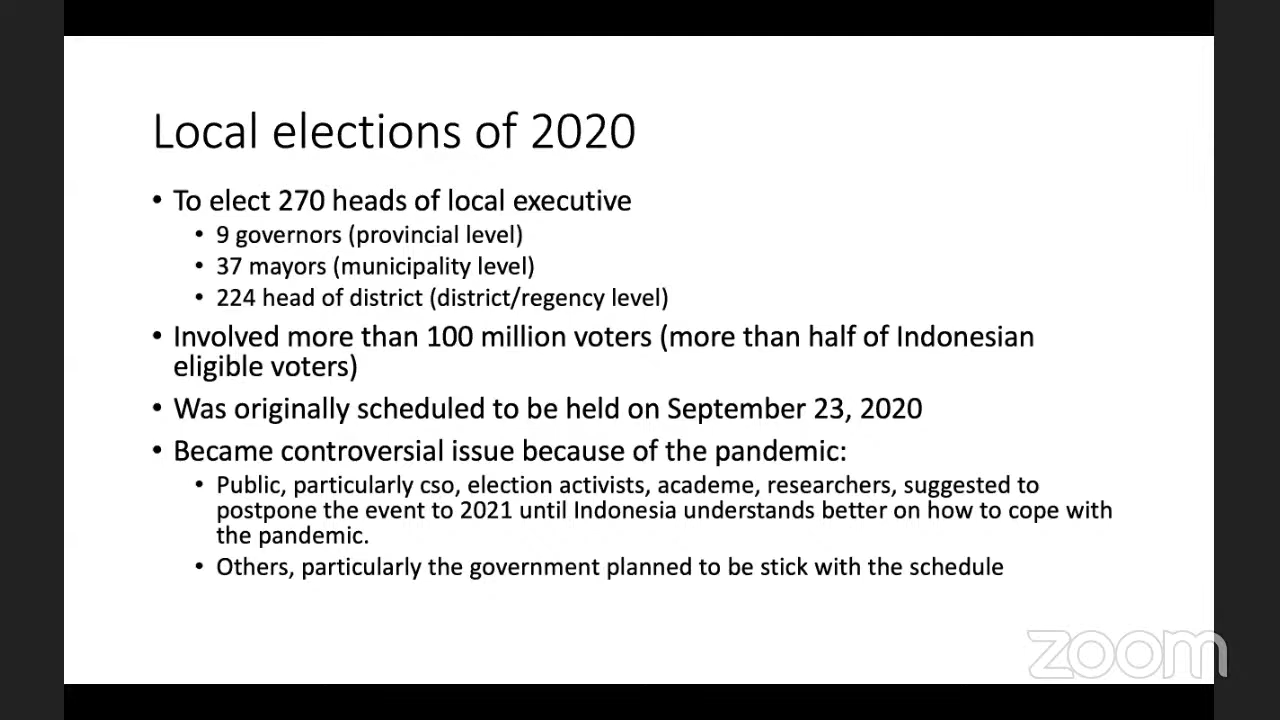 Local elections of 2020
• To elect 270 heads of local executive
• 9 governors (provincial level)
• 37 mayors (municipality level)
• 224 head of district (district/regency level)
• Involved more than 100 million voters (more than half of Indonesian
eligible voters)
• Was originally scheduled to be held on September 23, 2020
• Became controversial issue because of the pandemic:
• Public, particularly cso, election activists, academe, researchers, suggested to
postpone the event to 2021 until Indonesia understands better on how to cope with
the pandemic.
• Others, particularly the government planned to be stick with the schedule
zoom